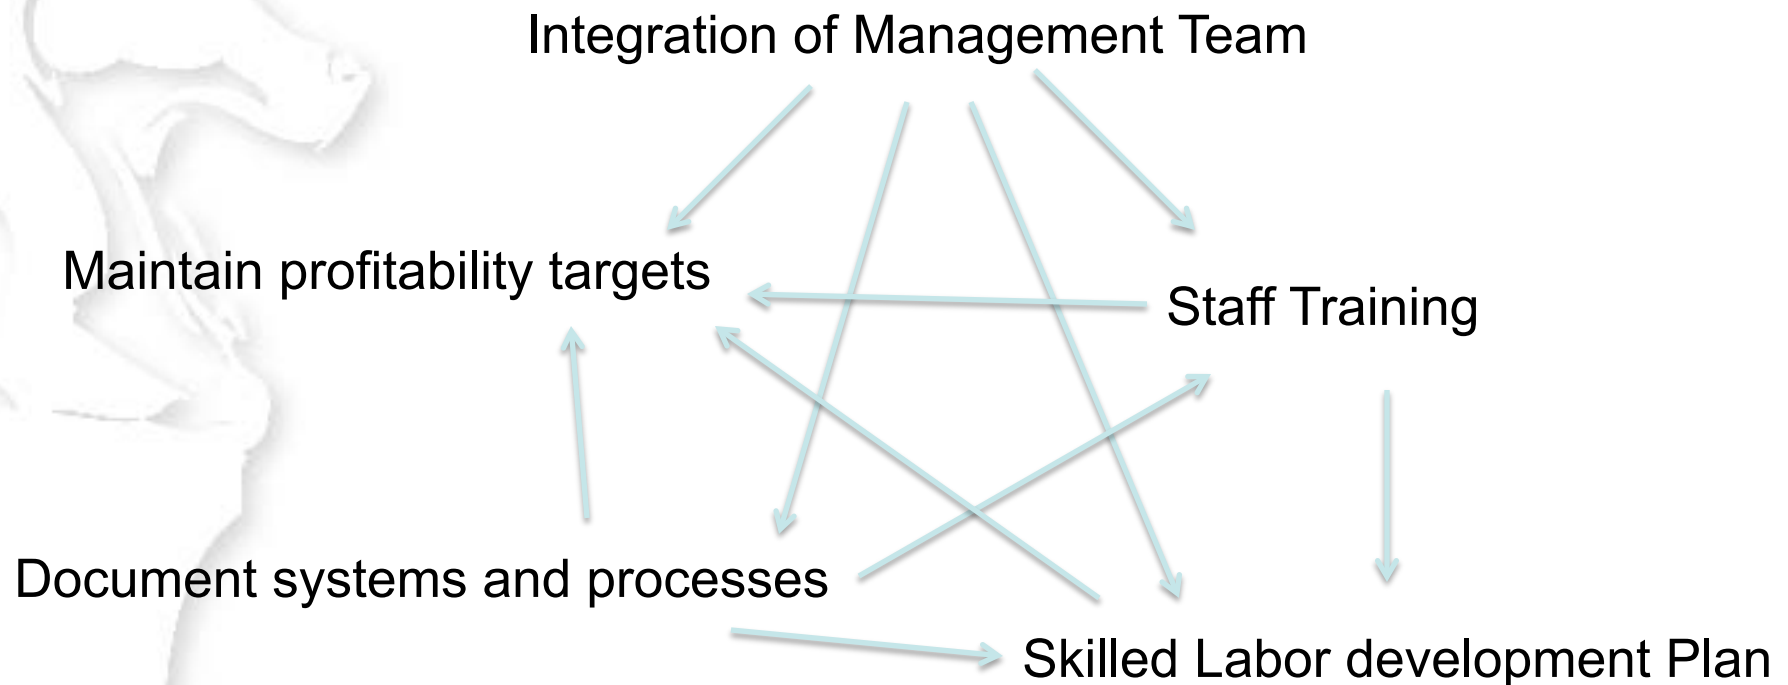 Integration of Management Team
Maintain profitability targets
Staff Training
Document systems and processes
Skilled Labor development Plan